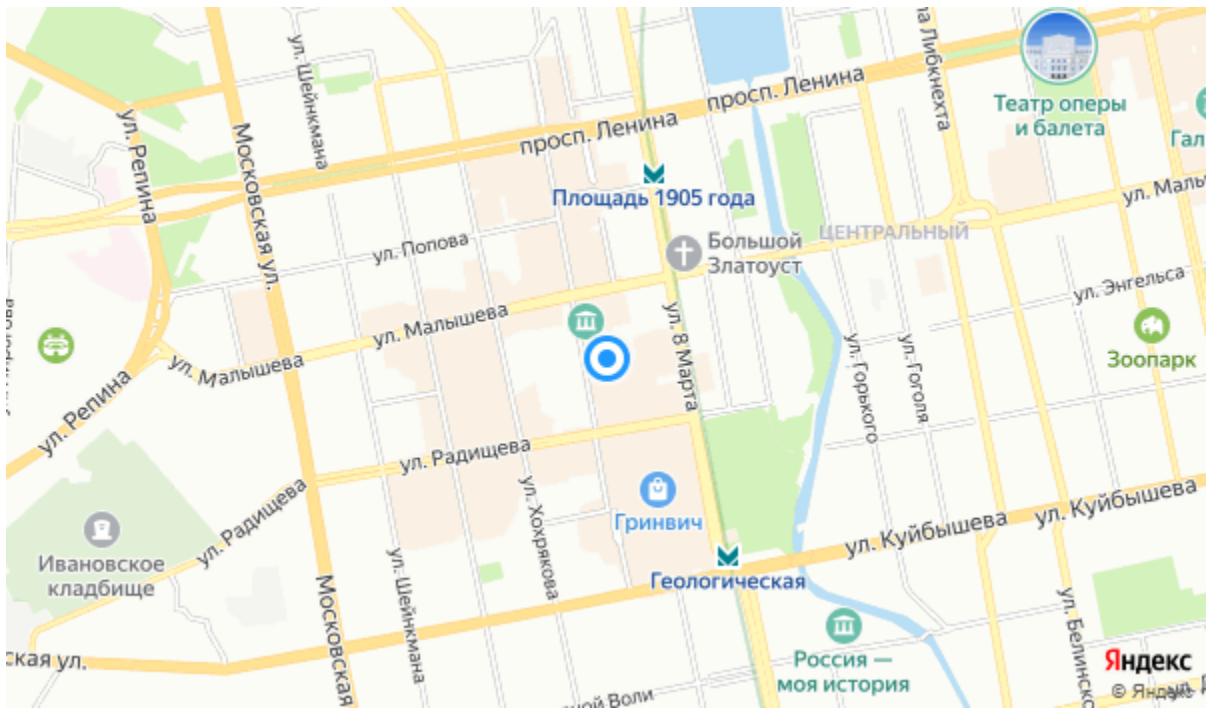 просп. Ленина
ул. Шейнкмана
Театр оперы
и балета
просп. Ленина
ул. Репина
Московская ул.
Площадь 1905 года
ул. Попова
Большой
Златоуст
ЦЕНТРАЛЬНЫЙ
ул. Малышева
ул. 8 Марта
ул. Энгельса
Зоопарк
ул. Малышева
ул. Репина
ул. Горького
ул. Гоголя
ул. Радищева
Гринвич
ул. Хохрякова
ул. Радищева
ул. Куйбышева
ул. Куйбышева
Ивановское
кладбище
Геологическая
ул. Шейнкмана
Московская
Россия —
моя история
Яндекс
© Яндекс